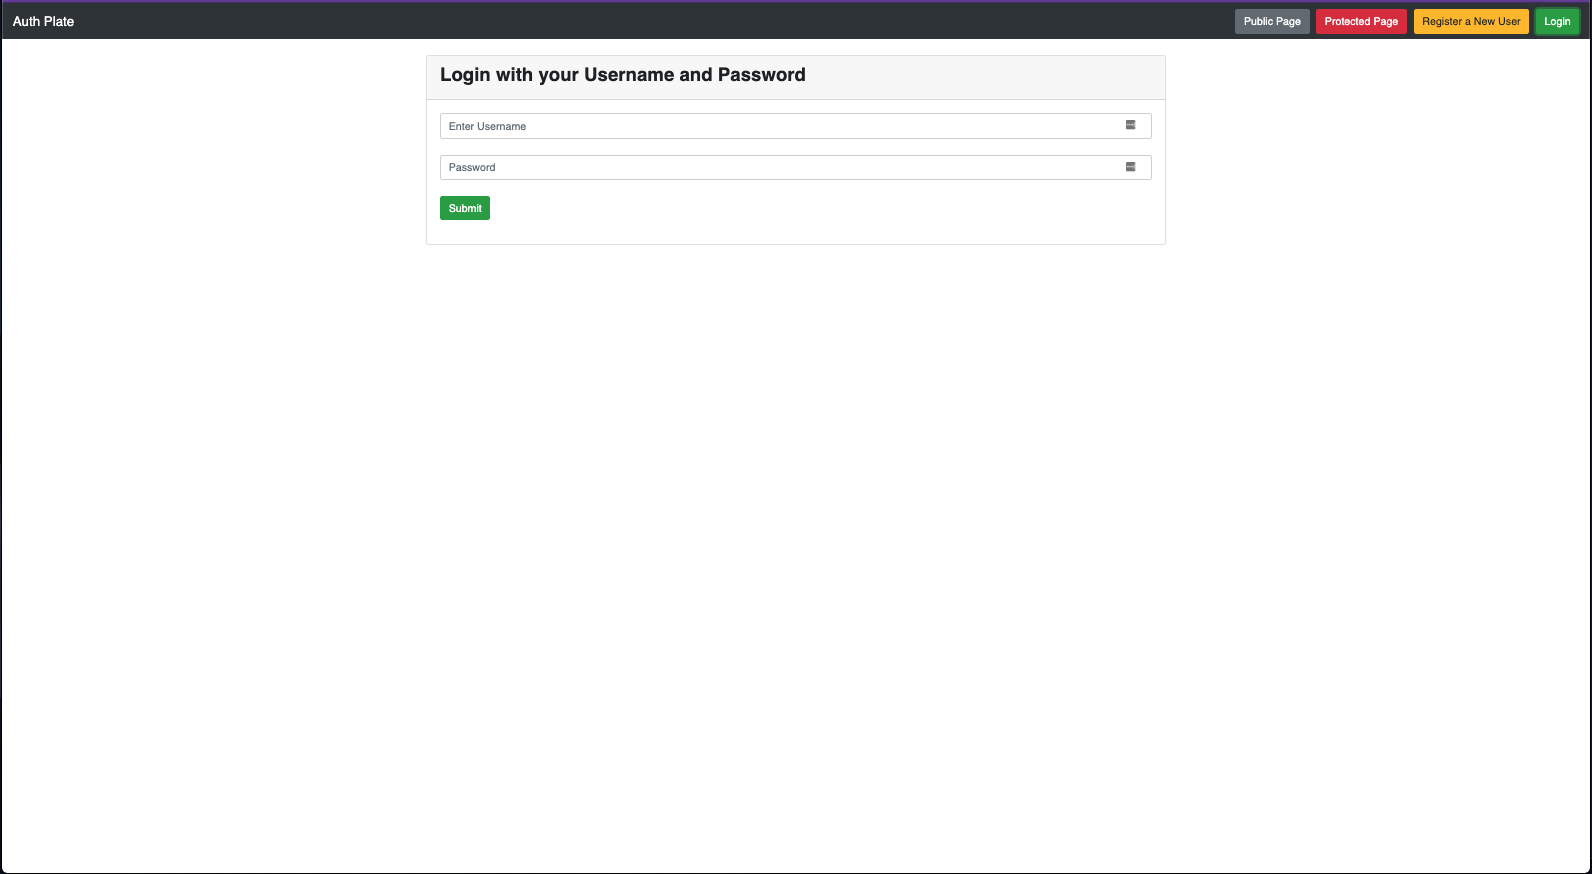 Auth Plate
Public Page
Protected Page
Register a New User
Login
Login with your Username and Password
Enter Username
Password
Submit